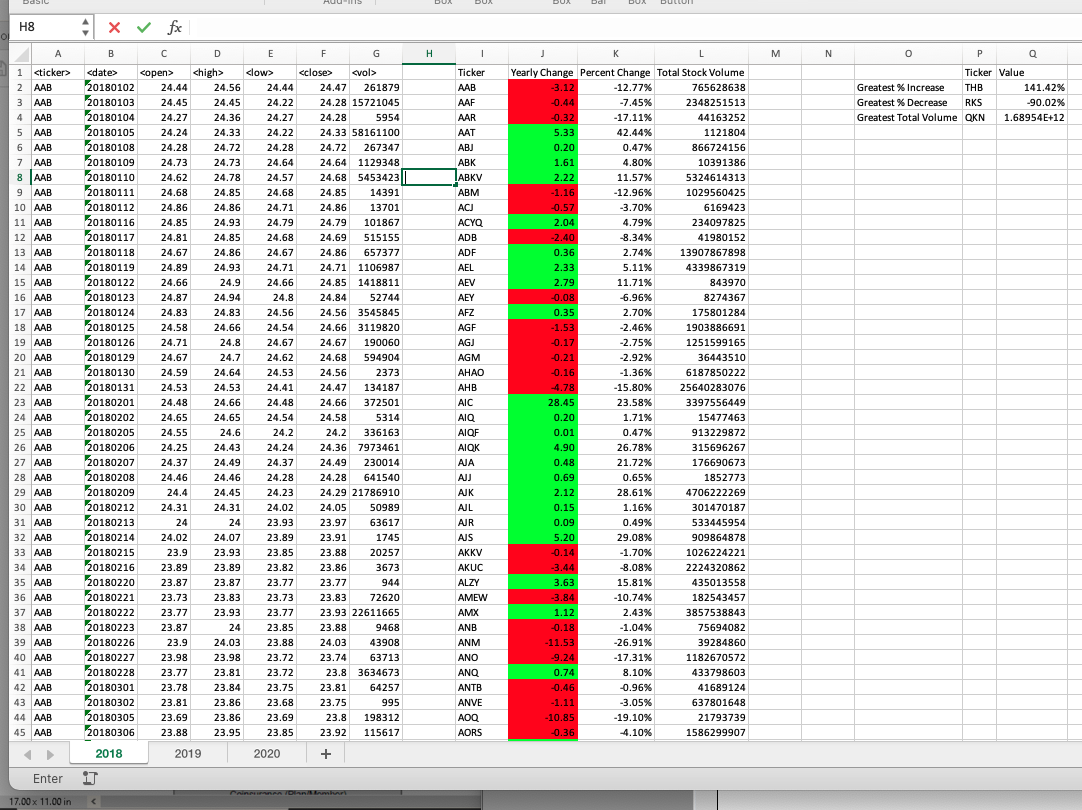 Basic Add-ins Box Box Box Bar Box Button
H8 fx
A B C D E F G H I J K L M N O P Q
1 <ticker> <date> <open> <high> <low> <close> <vol> Ticker Yearly Change Percent Change Total Stock Volume Ticker Value
2 AAB 20180102 24.44 24.56 24.44 24.47 261879 AAB -3.12 -12.77% 765628638 Greatest % Increase THB 141.42%
3 AAB 20180103 24.45 24.45 24.22 24.28 15721045 AAF -0.44 -7.45% 2348251513 Greatest % Decrease RKS -90.02%
4 AAB 20180104 24.27 24.36 24.27 24.28 5954 AAR -0.32 -17.11% 44163252 Greatest Total Volume QKN 1.68954E+12
5 AAB 20180105 24.24 24.33 24.22 24.33 58161100 AAT 5.33 42.44% 1121804
6 AAB 20180108 24.28 24.72 24.28 24.72 267347 ABJ 0.20 0.47% 866724156
7 AAB 20180109 24.73 24.73 24.64 24.64 1129348 ABK 1.61 4.80% 10391386
8 AAB 20180110 24.62 24.78 24.57 24.68 5453423 ABKV 2.22 11.57% 5324614313
9 AAB 20180111 24.68 24.85 24.68 24.85 14391 ABM -1.16 -12.96% 1029560425
10 AAB 20180112 24.86 24.86 24.71 24.86 13701 ACJ -0.57 -3.70% 6169423
11 AAB 20180116 24.85 24.93 24.79 24.79 101867 ACYQ 2.04 4.79% 234097825
12 AAB 20180117 24.81 24.85 24.68 24.69 515155 ADB -2.40 -8.34% 41980152
13 AAB 20180118 24.67 24.86 24.67 24.86 657377 ADF 0.36 2.74% 13907867898
14 AAB 20180119 24.89 24.93 24.71 24.71 1106987 AEL 2.33 5.11% 4339867319
15 AAB 20180122 24.66 24.9 24.66 24.85 1418811 AEV 2.79 11.71% 843970
16 AAB 20180123 24.87 24.94 24.8 24.84 52744 AEY -0.08 -6.96% 8274367
17 AAB 20180124 24.83 24.83 24.56 24.56 3545845 AFZ 0.35 2.70% 175801284
18 AAB 20180125 24.58 24.66 24.54 24.66 3119820 AGF -1.53 -2.46% 1903886691
19 AAB 20180126 24.71 24.8 24.67 24.67 190060 AGJ -0.17 -2.75% 1251599165
20 AAB 20180129 24.67 24.7 24.62 24.68 594904 AGM -0.21 -2.92% 36443510
21 AAB 20180130 24.59 24.64 24.53 24.56 2373 AHAO -0.16 -1.36% 6187850222
22 AAB 20180131 24.53 24.53 24.41 24.47 134187 AHB -4.78 -15.80% 25640283076
23 AAB 20180201 24.48 24.66 24.48 24.66 372501 AIC 28.45 23.58% 3397556449
24 AAB 20180202 24.65 24.65 24.54 24.58 5314 AIQ 0.20 1.71% 15477463
25 AAB 20180205 24.55 24.6 24.2 24.2 336163 AIQF 0.01 0.47% 913229872
26 AAB 20180206 24.25 24.43 24.24 24.36 7973461 AIQK 4.90 26.78% 315696267
27 AAB 20180207 24.37 24.49 24.37 24.49 230014 AJA 0.48 21.72% 176690673
28 AAB 20180208 24.46 24.46 24.28 24.28 641540 AJJ 0.69 0.65% 1852773
29 AAB 20180209 24.4 24.45 24.23 24.29 21786910 AJK 2.12 28.61% 4706222269
30 AAB 20180212 24.31 24.31 24.02 24.05 50989 AJL 0.15 1.16% 301470187
31 AAB 20180213 24 24 23.93 23.97 63617 AJR 0.09 0.49% 533445954
32 AAB 20180214 24.02 24.07 23.89 23.91 1745 AJS 5.20 29.08% 909864878
33 AAB 20180215 23.9 23.93 23.85 23.88 20257 AKKV -0.14 -1.70% 1026224221
34 AAB 20180216 23.89 23.89 23.82 23.86 3673 AKUC -3.44 -8.08% 2224320862
35 AAB 20180220 23.87 23.87 23.77 23.77 944 ALZY 3.63 15.81% 435013558
36 AAB 20180221 23.73 23.83 23.73 23.83 72620 AMEW -3.84 -10.74% 182543457
37 AAB 20180222 23.77 23.93 23.77 23.93 22611665 AMX 1.12 2.43% 3857538843
38 AAB 20180223 23.87 24 23.85 23.88 9468 ANB -0.18 -1.04% 75694082
39 AAB 20180226 23.9 24.03 23.88 24.03 43908 ANM -11.53 -26.91% 39284860
40 AAB 20180227 23.98 23.98 23.72 23.74 63713 ANO -9.24 -17.31% 1182670572
41 AAB 20180228 23.77 23.81 23.72 23.8 3634673 ANQ 0.74 8.10% 433798603
42 AAB 20180301 23.78 23.84 23.75 23.81 64257 ANTB -0.46 -0.96% 41689124
43 AAB 20180302 23.81 23.86 23.68 23.75 995 ANVE -1.11 -3.05% 637801648
44 AAB 20180305 23.69 23.86 23.69 23.8 198312 AOQ -10.85 -19.10% 21793739
45 AAB 20180306 23.88 23.95 23.85 23.92 115617 AORS -0.36 -4.10% 1586299907
2018 2019 2020 +
Enter
Coinsurance (Plan/Member)
17.00 x 11.00 in <